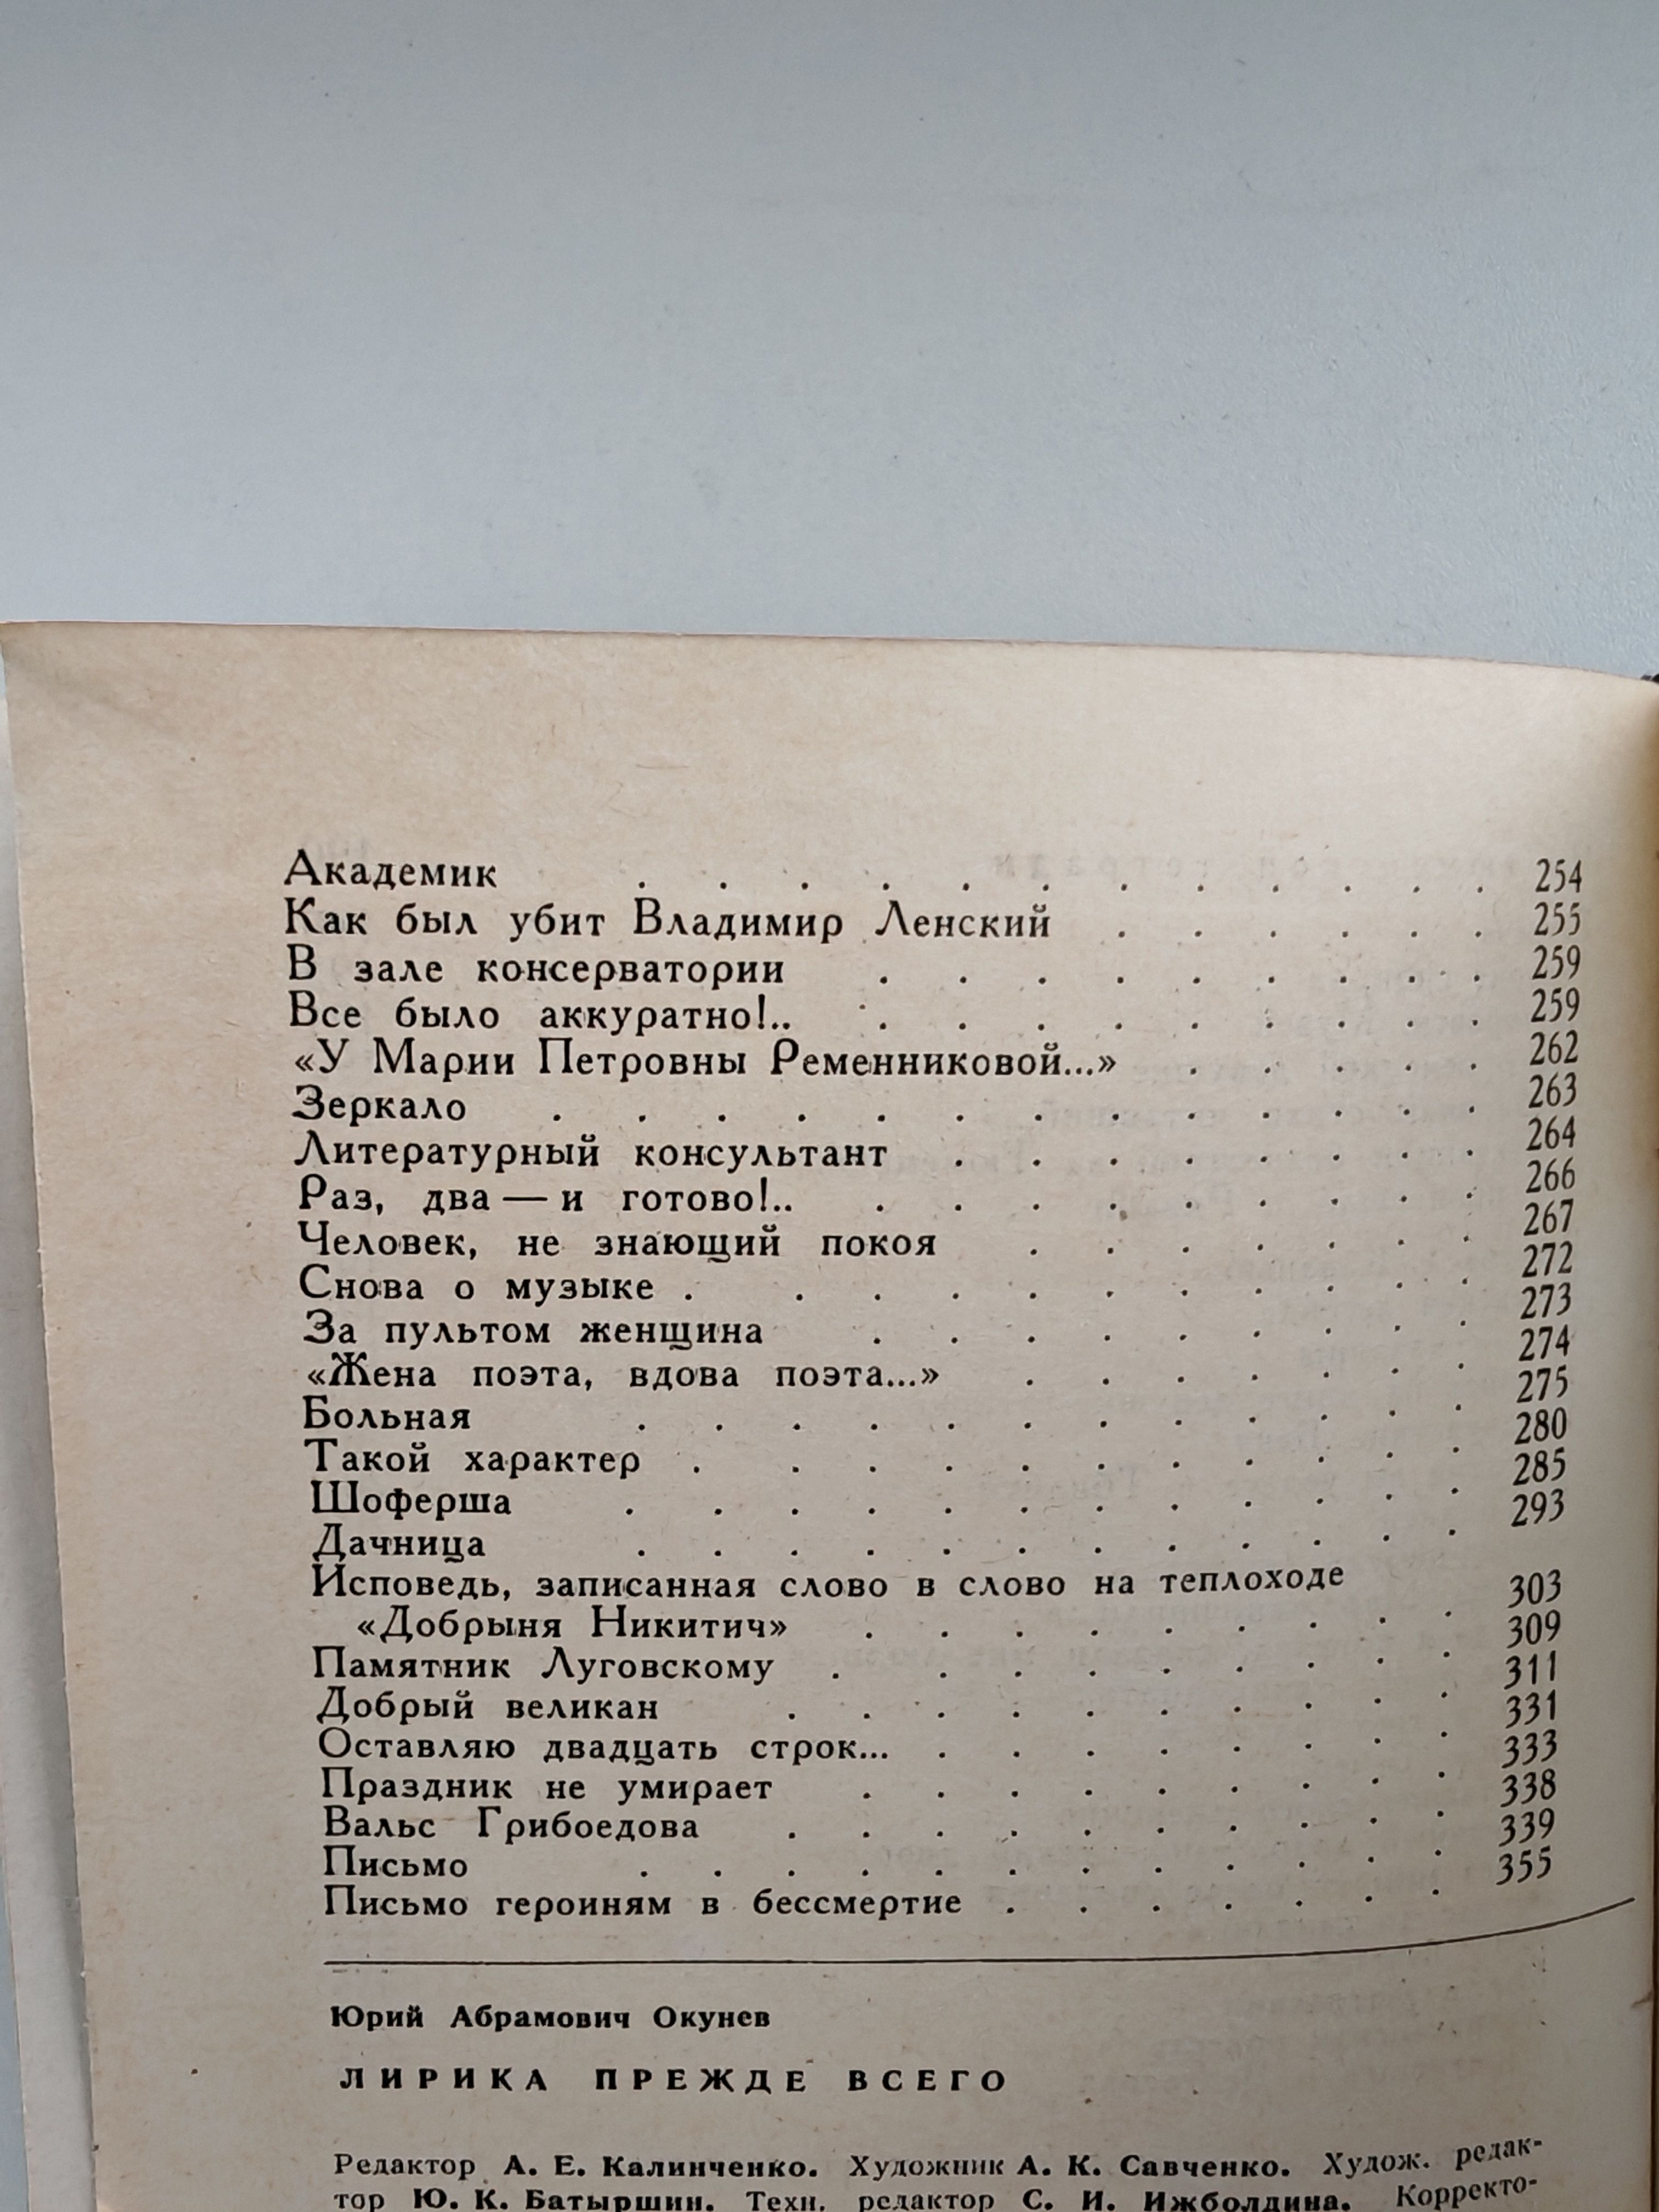 Академик . . . . . . . . . . . 254
Как был убит Владимир Ленский . . . . . . 255
В зале консерватории . . . . . . . . . 259
Все было аккуратно!.. . . . . . . . . . 259
«У Марии Петровны Ременниковой...» . . . . . 262
Зеркало . . . . . . . . . . . . . 263
Литературный консультант . . . . . . . . 264
Раз, два — и готово!.. . . . . . . . . . 266
Человек, не знающий покоя . . . . . . . 267
Снова о музыке . . . . . . . . . . . 272
За пультом женщина . . . . . . . . . 273
«Жена поэта, вдова поэта...» . . . . . . . 274
Больная . . . . . . . . . . . . 275
Такой характер . . . . . . . . . . . 280
Шоферша . . . . . . . . . . . . 285
Дачница . . . . . . . . . . . . 293
Исповедь, записанная слово в слово на теплоходе
«Добрыня Никитич» . . . . . . . . . 303
Памятник Луговскому . . . . . . . . . 309
Добрый великан . . . . . . . . . . 311
Оставляю двадцать строк... . . . . . . . . 331
Праздник не умирает . . . . . . . . . 333
Вальс Грибоедова . . . . . . . . . . 338
Письмо . . . . . . . . . . . . 339
Письмо героиням в бессмертие . . . . . . . 355
Юрий Абрамович Окунев
ЛИРИКА ПРЕЖДЕ ВСЕГО
Редактор А. Е. Калинченко. Художник А. К. Савченко. Худож. редак-
тор Ю. К. Батыршин. Техн. редактор С. И. Ижболдина. Корректо-